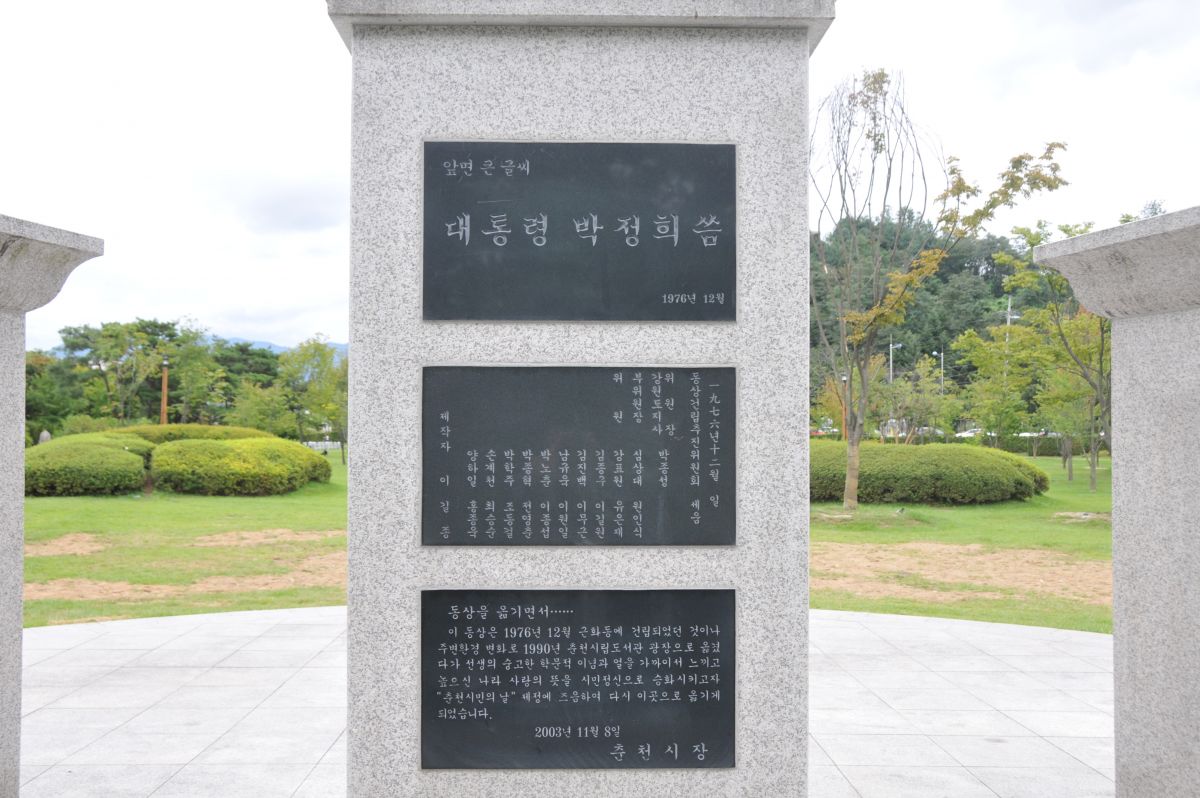 앞면 큰 글씨
대통령 박정희 씀
1976년 12월
一九七六년十二월 일
동상건립추진위원회 세움
위 원 장
강원도지사 박종성
부위원장 심상대 원인식
위 원 강표원 유은재
김종우 이길원
김진백 이무근
남규욱 이원일
박노춘 이종섭
박종혁 전영춘
박학주 조동걸
손계천 최승순
양하일 홍종욱
제작자 이 길 종
동상을 옮기면서……
이 동상은 1976년 12월 근화동에 건립되었던 것이나
주변환경 변화로 1990년 춘천시립도서관 광장으로 옮겼
다가 선생의 숭고한 학문적 이념과 얼을 가까이서 느끼고
높으신 나라 사랑의 뜻을 시민정신으로 승화시키고자
"춘천시민의 날" 제정에 즈음하여 다시 이곳으로 옮기게
되었습니다.
2003년 11월 8일
춘 천 시 장